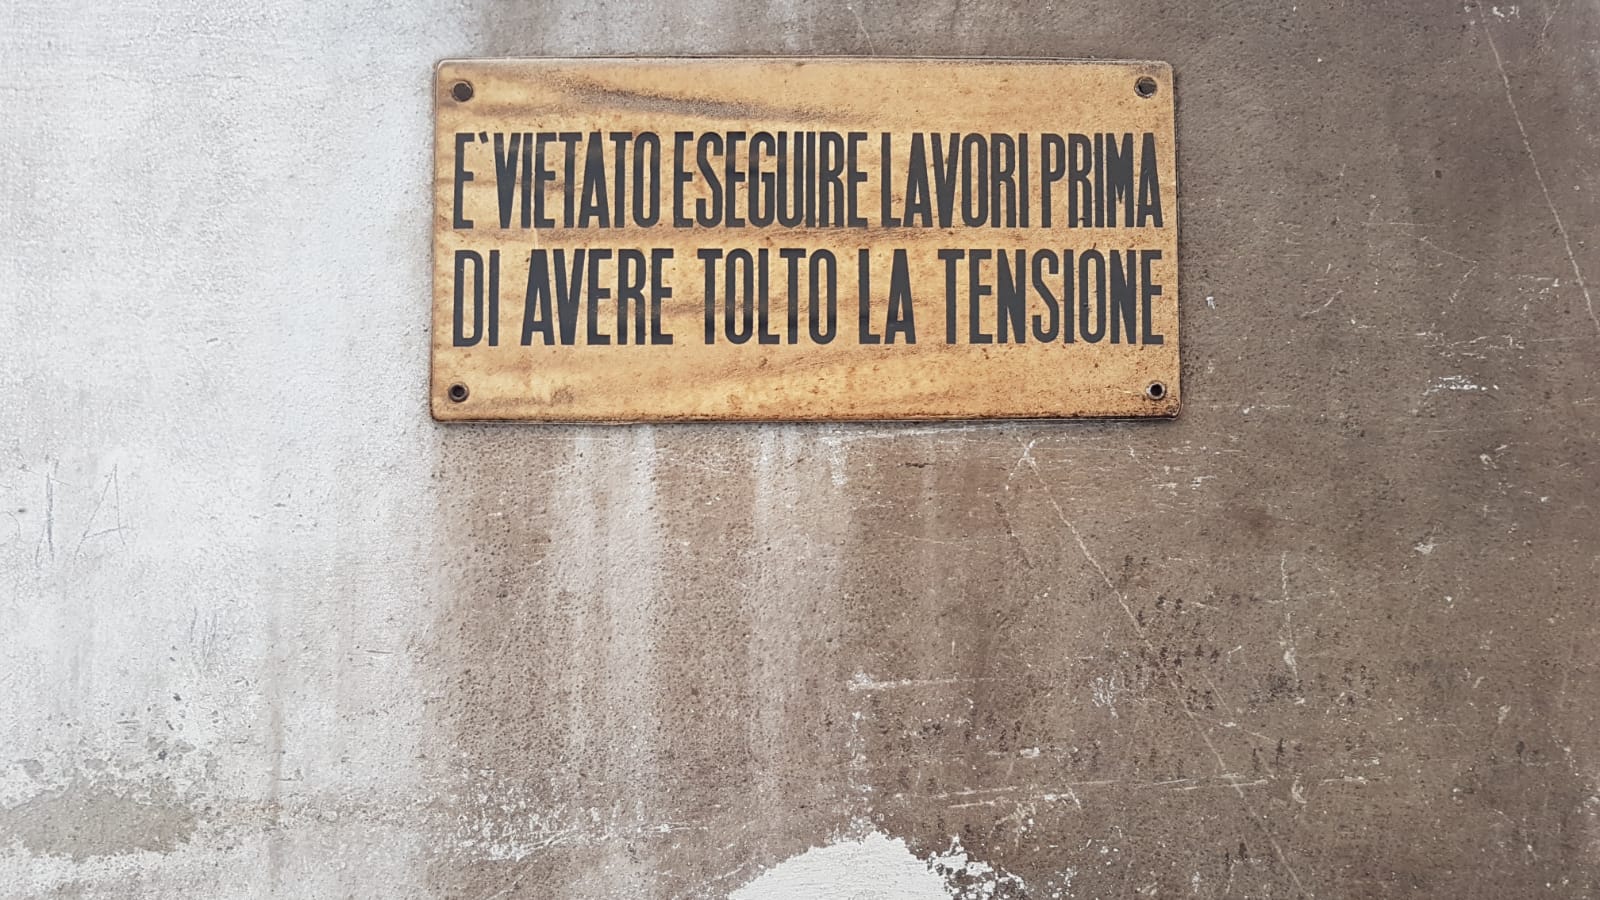 E`VIETATO ESEGUIRE LAVORI PRIMA
DI AVERE TOLTO LA TENSIONE